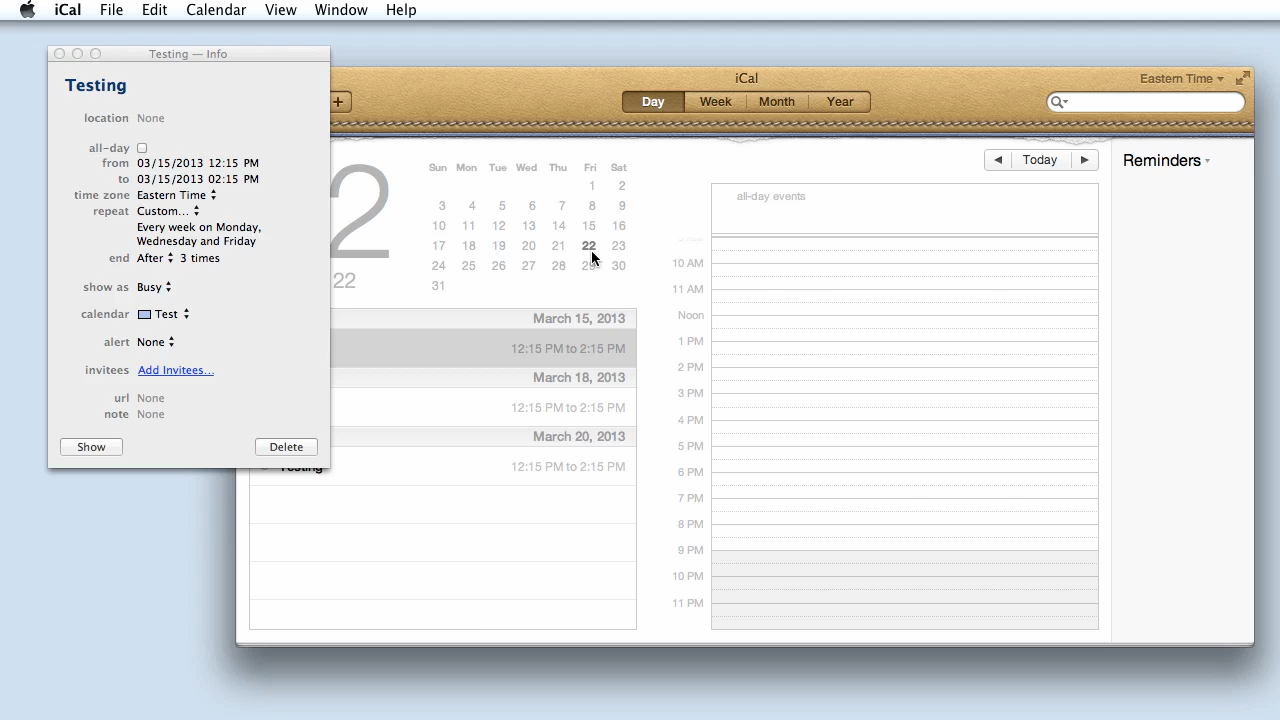 iCal File Edit Calendar View Window Help
Testing — Info
Testing
location None
all-day
from 03/15/2013 12:15 PM
to 03/15/2013 02:15 PM
time zone Eastern Time
repeat Custom...
Every week on Monday,
Wednesday and Friday
end After 3 times
show as Busy
calendar Test
alert None
invitees Add Invitees...
url None
note None
Show Delete
iCal
Eastern Time
+
Day Week Month Year
2
22
Sun Mon Tue Wed Thu Fri Sat
1 2
3 4 5 6 7 8 9
10 11 12 13 14 15 16
17 18 19 20 21 22 23
24 25 26 27 28 29 30
31
March 15, 2013
12:15 PM to 2:15 PM
March 18, 2013
12:15 PM to 2:15 PM
March 20, 2013
Testing 12:15 PM to 2:15 PM
Today
all-day events
10 AM
11 AM
Noon
1 PM
2 PM
3 PM
4 PM
5 PM
6 PM
7 PM
8 PM
9 PM
10 PM
11 PM
Reminders